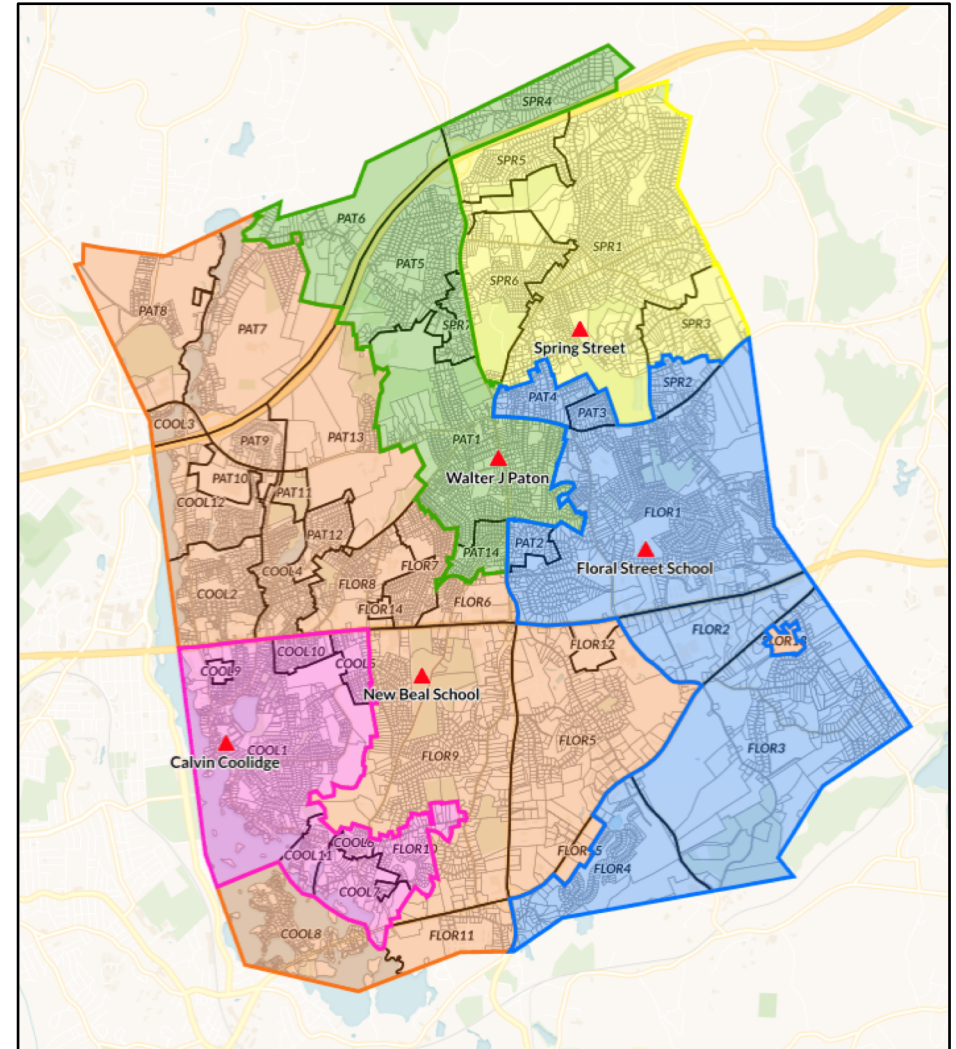 SPR4
SPR5
PAT6
SPR1
PAT5
SPR6
PAT8
SPR7
SPR3
PAT7
Spring Street
SPR2
PAT4
PAT3
COOL3
PAT9
PAT13
PAT1
Walter J Paton
PAT10
PAT11
COOL12
FLOR1
PAT12
PAT2
PAT14
Floral Street School
COOL4
FLOR7
FLOR8
COOL2
FLOR6
FLOR14
FLOR2
FLOR12
COOL10
COOL9
New Beal School
COOL1
FLOR5
FLOR3
FLOR9
Calvin Coolidge
COOL6
FLOR10
COOL11
FLOR4
COOL7
COOL8
FLOR11